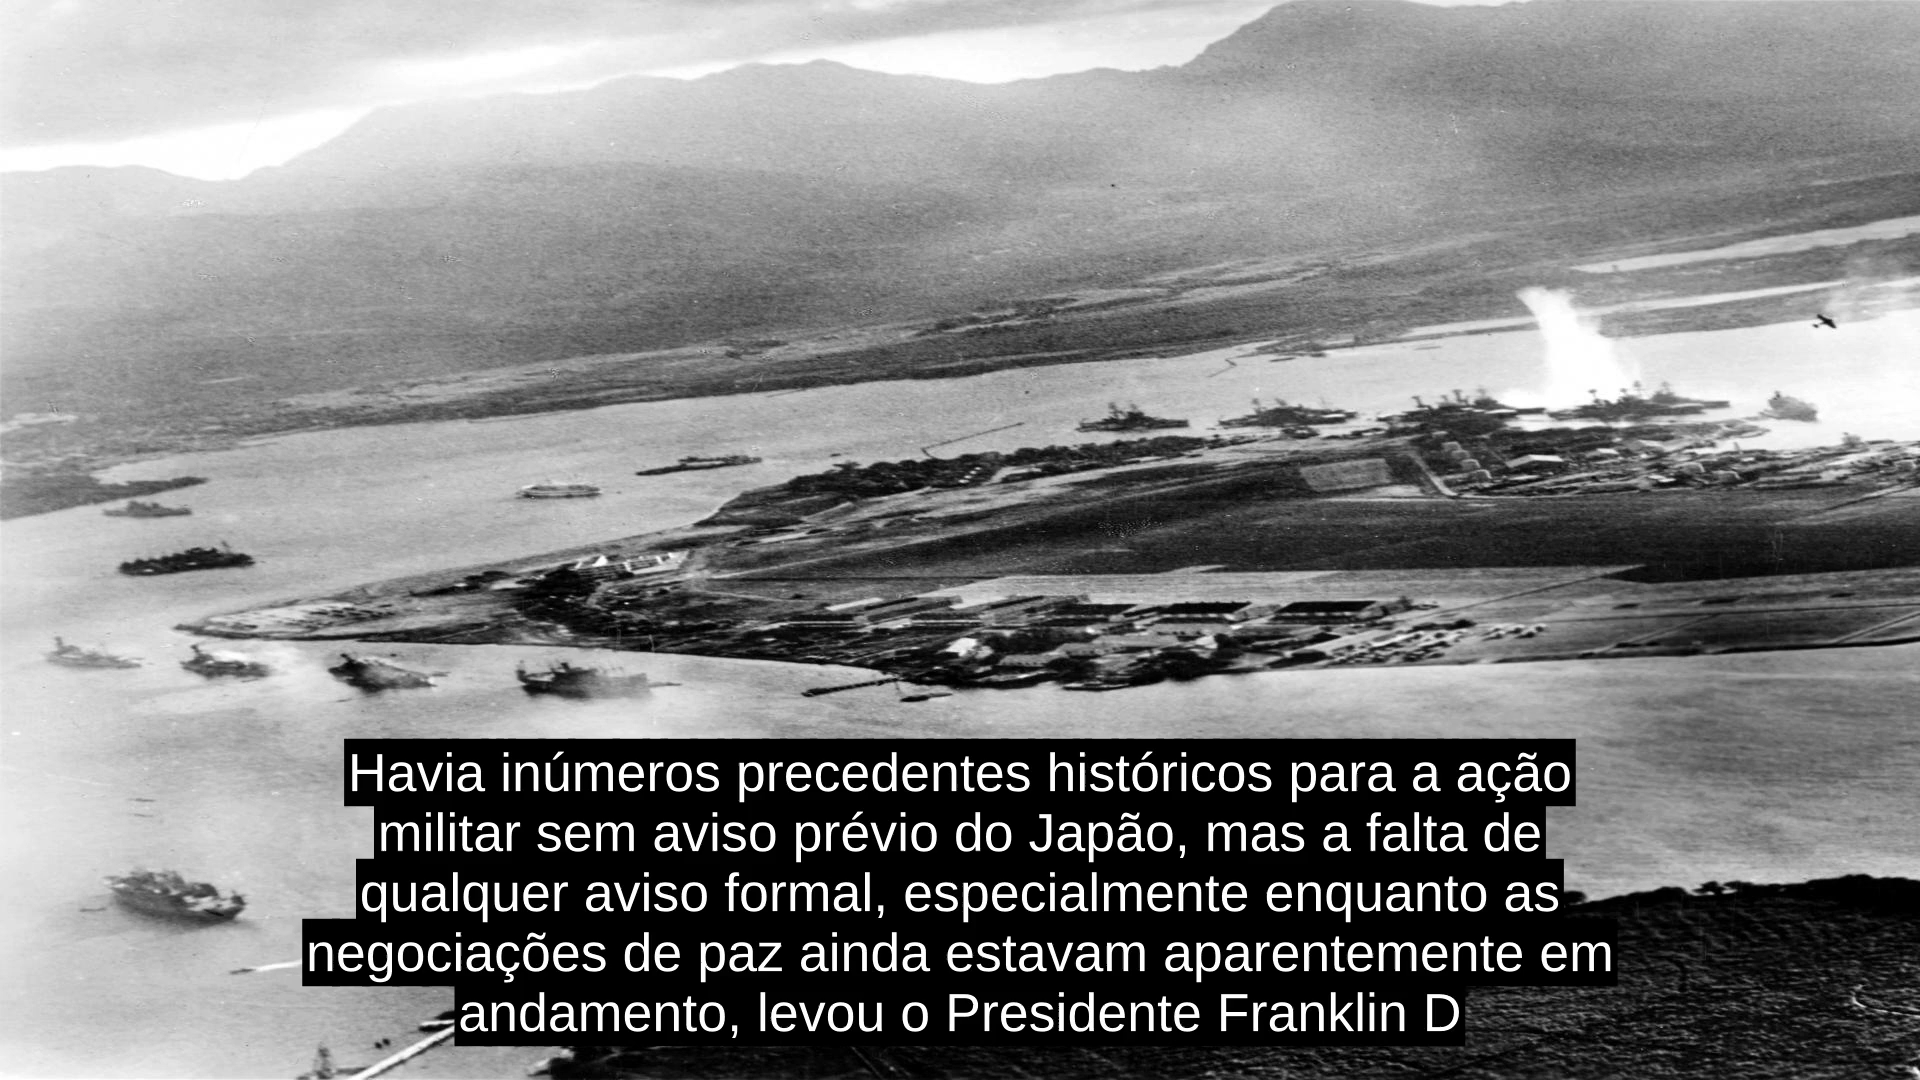 Havia inúmeros precedentes históricos para a ação
militar sem aviso prévio do Japão, mas a falta de
qualquer aviso formal, especialmente enquanto as
negociações de paz ainda estavam aparentemente em
andamento, levou o Presidente Franklin D